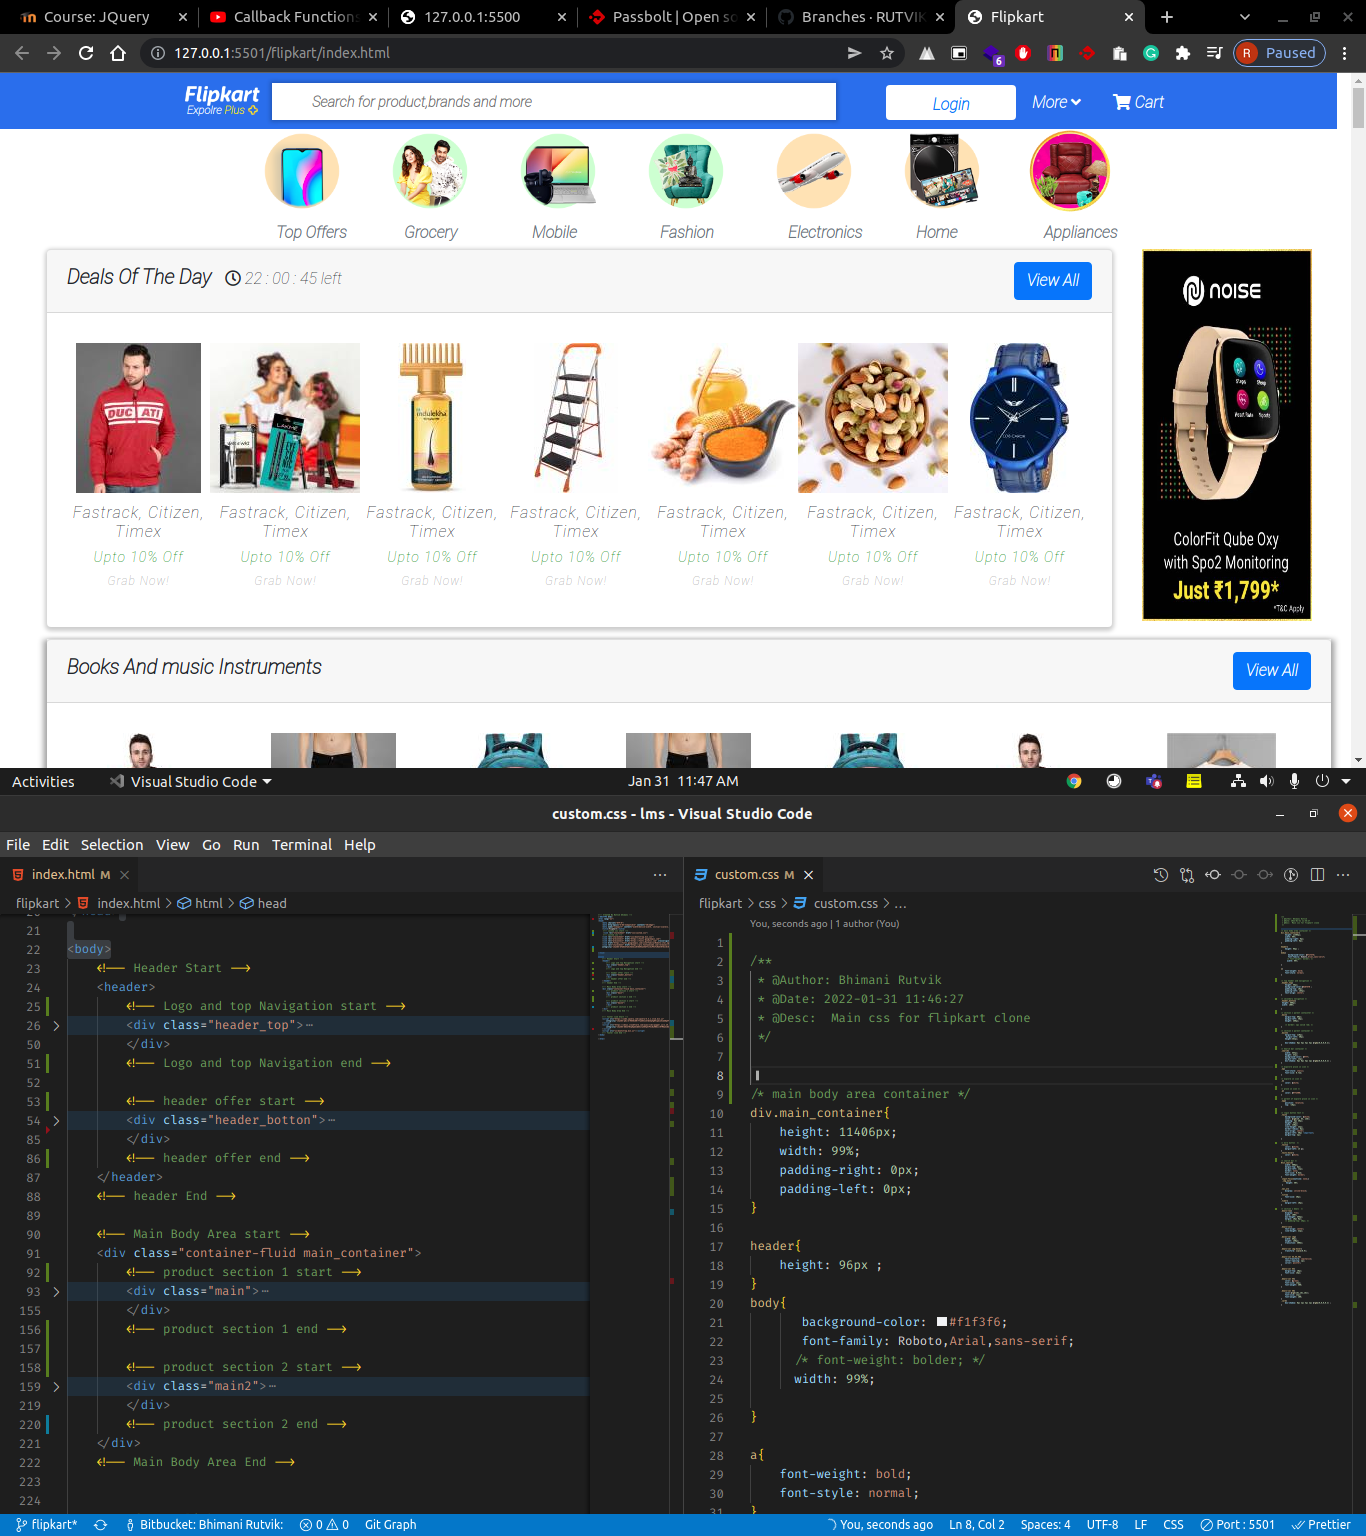 Course: JQuery
Callback Functions
127.0.0.1:5500
Passbolt | Open so
Branches · RUTVIK
Flipkart
127.0.0.1:5501/flipkart/index.html
6
R Paused
Flipkart
Expolre Plus
Search for product,brands and more
Login
More
Cart
Top Offers
Grocery
Mobile
Fashion
Electronics
Home
Appliances
Deals Of The Day
22 : 00 : 45 left
View All
NOISE
DUCATI
LAKMÉ
indulekha
Fastrack, Citizen, Timex
Fastrack, Citizen, Timex
Fastrack, Citizen, Timex
Fastrack, Citizen, Timex
Fastrack, Citizen, Timex
Fastrack, Citizen, Timex
Fastrack, Citizen, Timex
Upto 10% Off
Upto 10% Off
Upto 10% Off
Upto 10% Off
Upto 10% Off
Upto 10% Off
Upto 10% Off
Grab Now!
Grab Now!
Grab Now!
Grab Now!
Grab Now!
Grab Now!
Grab Now!
ColorFit Qube Oxy
with Spo2 Monitoring
Just ₹1,799*
*T&C Apply
Books And music Instruments
View All
Activities
Visual Studio Code
Jan 31 11:47 AM
custom.css - lms - Visual Studio Code
File Edit Selection View Go Run Terminal Help
index.html M
flipkart > index.html > html > head
21
22 <body>
23 <!-- Header Start -->
24 <header>
25 <!-- Logo and top Navigation start -->
26 <div class="header_top">…
50 </div>
51 <!-- Logo and top Navigation end -->
52
53 <!-- header offer start -->
54 <div class="header_botton">…
85 </div>
86 <!-- header offer end -->
87 </header>
88 <!-- header End -->
89
90 <!-- Main Body Area start -->
91 <div class="container-fluid main_container">
92 <!-- product section 1 start -->
93 <div class="main">…
155 </div>
156 <!-- product section 1 end -->
157
158 <!-- product section 2 start -->
159 <div class="main2">…
219 </div>
220 <!-- product section 2 end -->
221 </div>
222 <!-- Main Body Area End -->
223
224
custom.css M
flipkart > css > custom.css > ...
You, seconds ago | 1 author (You)
1
2 /**
3 * @Author: Bhimani Rutvik
4 * @Date: 2022-01-31 11:46:27
5 * @Desc: Main css for flipkart clone
6 */
7
8
9 /* main body area container */
10 div.main_container{
11 height: 11406px;
12 width: 99%;
13 padding-right: 0px;
14 padding-left: 0px;
15 }
16
17 header{
18 height: 96px ;
19 }
20 body{
21 background-color: #f1f3f6;
22 font-family: Roboto,Arial,sans-serif;
23 /* font-weight: bolder; */
24 width: 99%;
25
26 }
27
28 a{
29 font-weight: bold;
30 font-style: normal;
31 }
flipkart*
Bitbucket: Bhimani Rutvik:
0 0
Git Graph
You, seconds ago
Ln 8, Col 2
Spaces: 4
UTF-8
LF
CSS
Port : 5501
Prettier